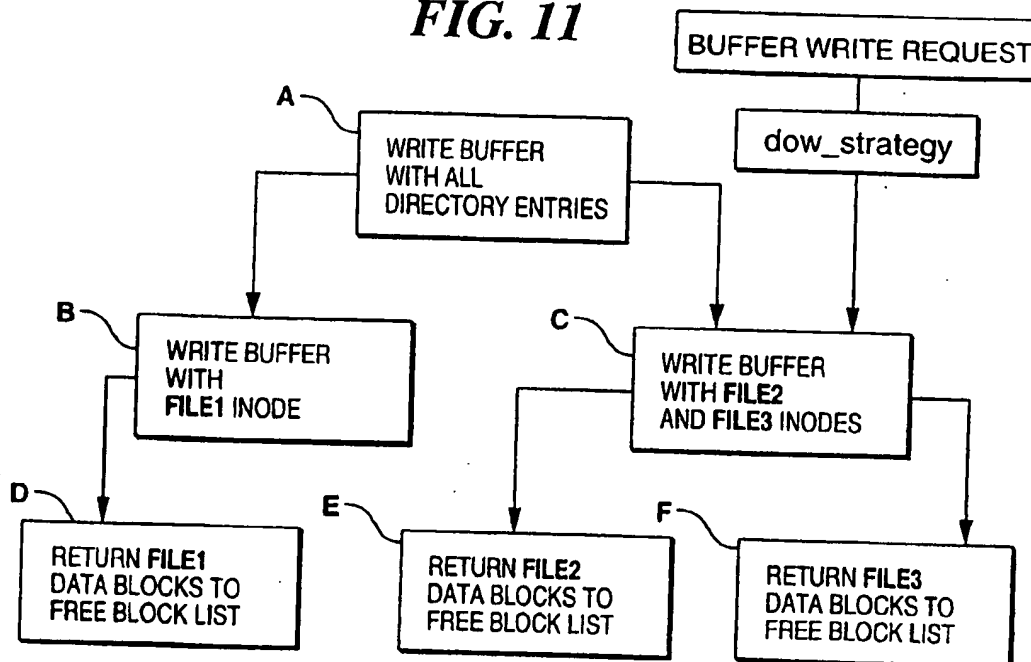 FIG. 11
BUFFER WRITE REQUEST
dow_strategy
A
WRITE BUFFER
WITH ALL
DIRECTORY ENTRIES
B
WRITE BUFFER
WITH
FILE1 INODE
C
WRITE BUFFER
WITH FILE2
AND FILE3 INODES
D
RETURN FILE1
DATA BLOCKS TO
FREE BLOCK LIST
E
RETURN FILE2
DATA BLOCKS TO
FREE BLOCK LIST
F
RETURN FILE3
DATA BLOCKS TO
FREE BLOCK LIST